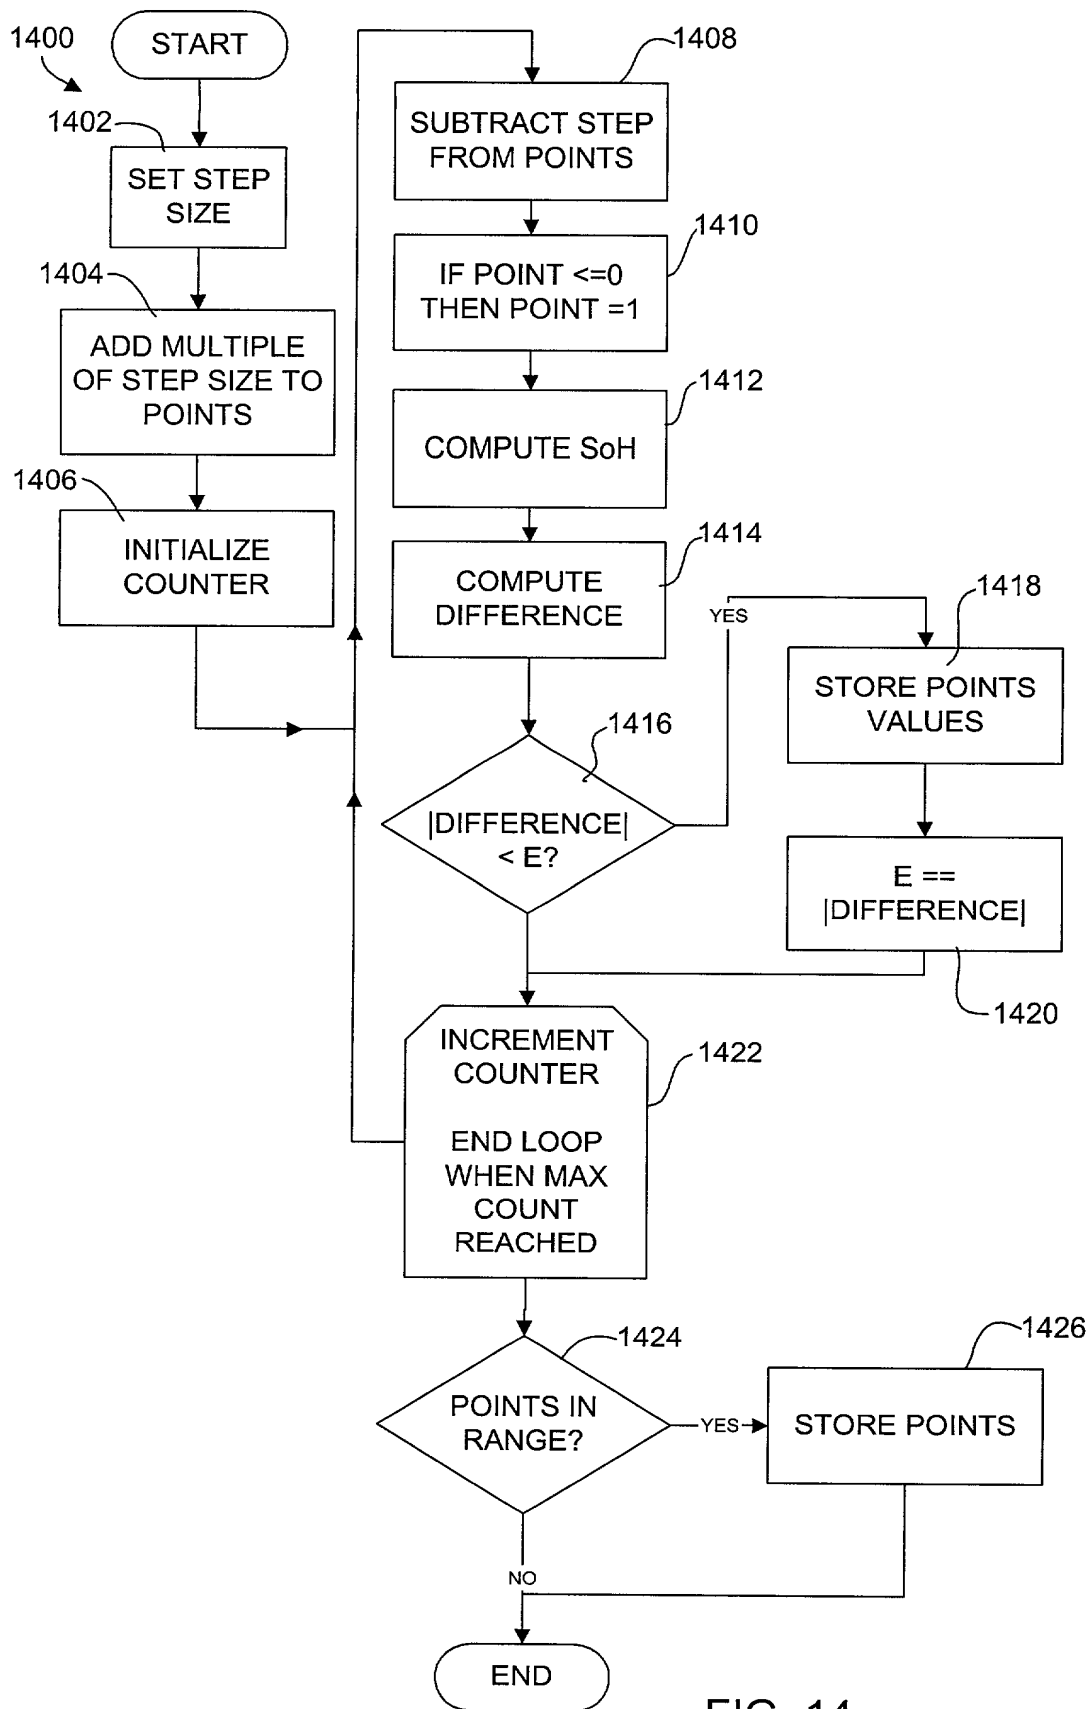 1400
START
1402
SET STEP
SIZE
1404
ADD MULTIPLE
OF STEP SIZE TO
POINTS
1406
INITIALIZE
COUNTER
1408
SUBTRACT STEP
FROM POINTS
1410
IF POINT <=0
THEN POINT =1
1412
COMPUTE SoH
1414
COMPUTE
DIFFERENCE
1416
|DIFFERENCE|
< E?
YES
1418
STORE POINTS
VALUES
E ==
|DIFFERENCE|
1420
INCREMENT
COUNTER
END LOOP
WHEN MAX
COUNT
REACHED
1422
1424
POINTS IN
RANGE?
YES
1426
STORE POINTS
NO
END
FIG. 14